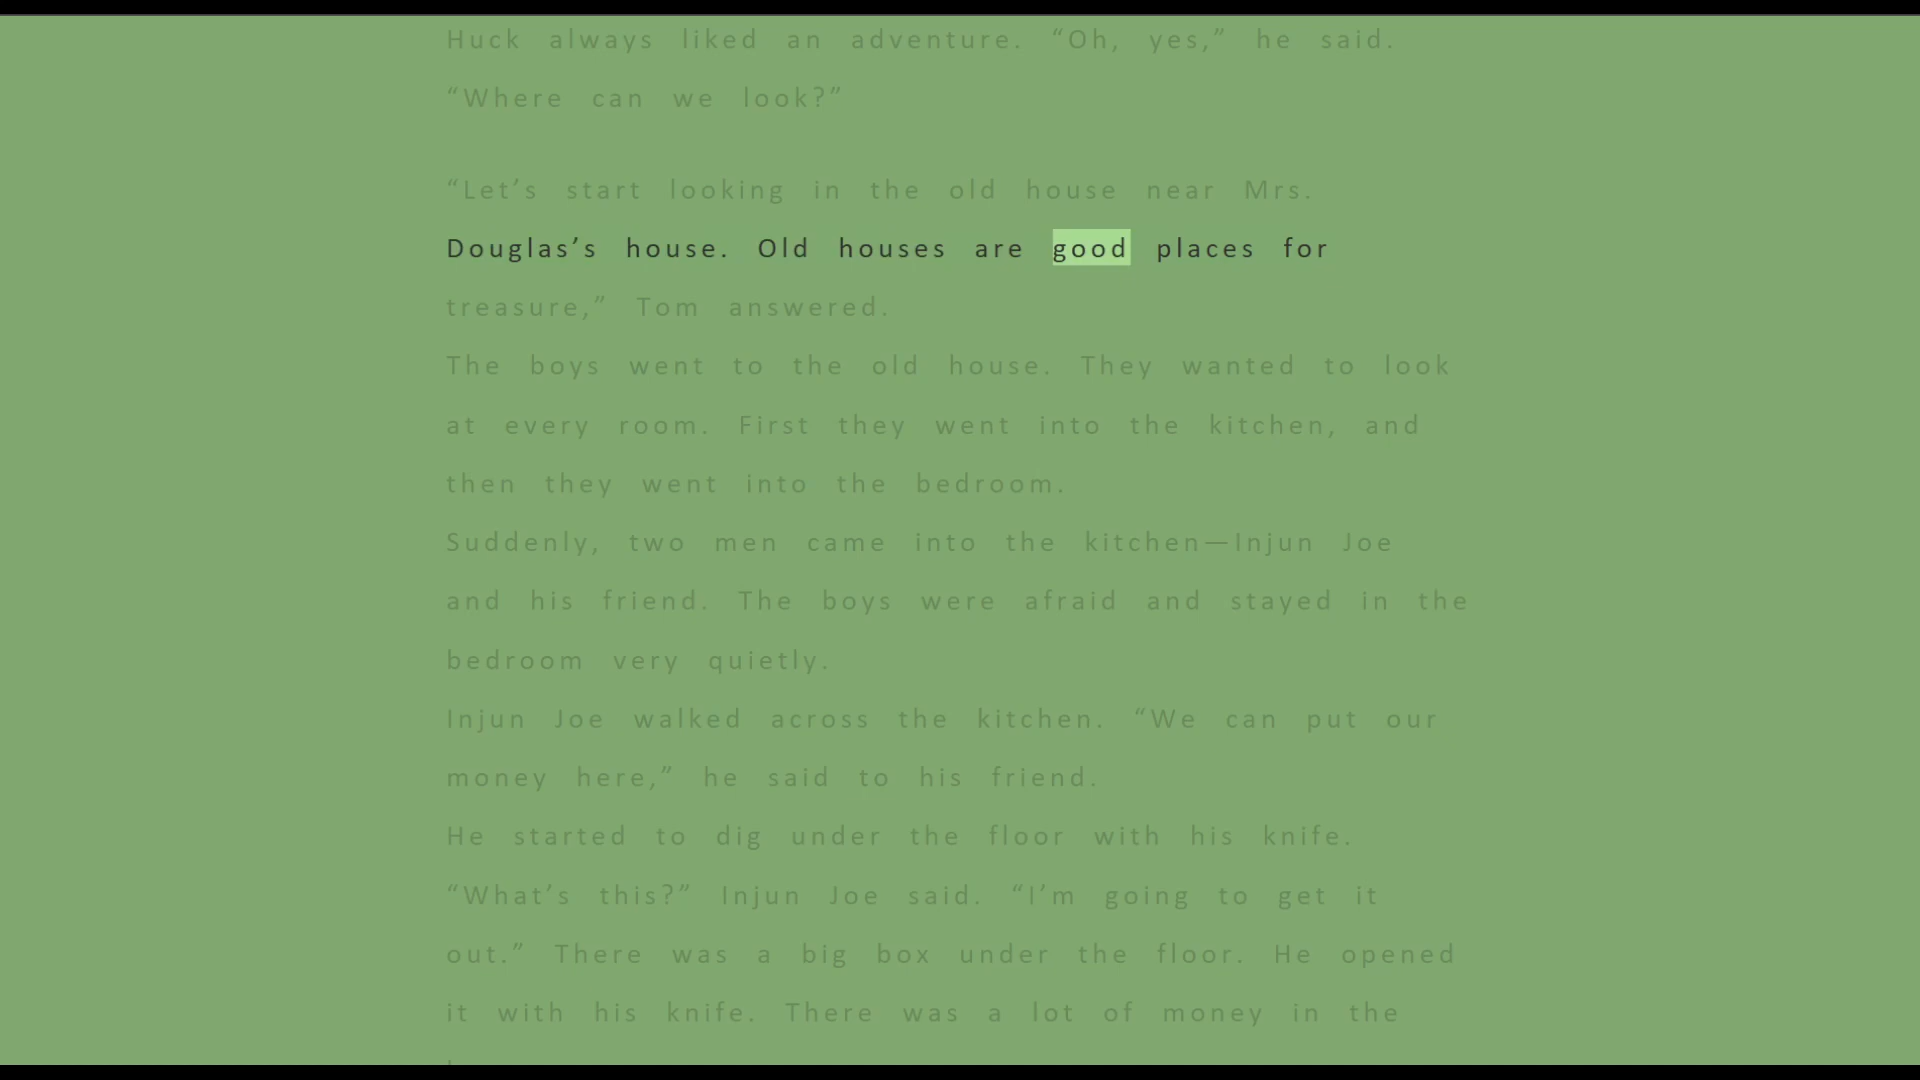 Huck always liked an adventure. “Oh, yes,” he said.
“Where can we look?”
“Let’s start looking in the old house near Mrs.
Douglas’s house. Old houses are good places for
treasure,” Tom answered.
The boys went to the old house. They wanted to look
at every room. First they went into the kitchen, and
then they went into the bedroom.
Suddenly, two men came into the kitchen—Injun Joe
and his friend. The boys were afraid and stayed in the
bedroom very quietly.
Injun Joe walked across the kitchen. “We can put our
money here,” he said to his friend.
He started to dig under the floor with his knife.
“What’s this?” Injun Joe said. “I’m going to get it
out.” There was a big box under the floor. He opened
it with his knife. There was a lot of money in the